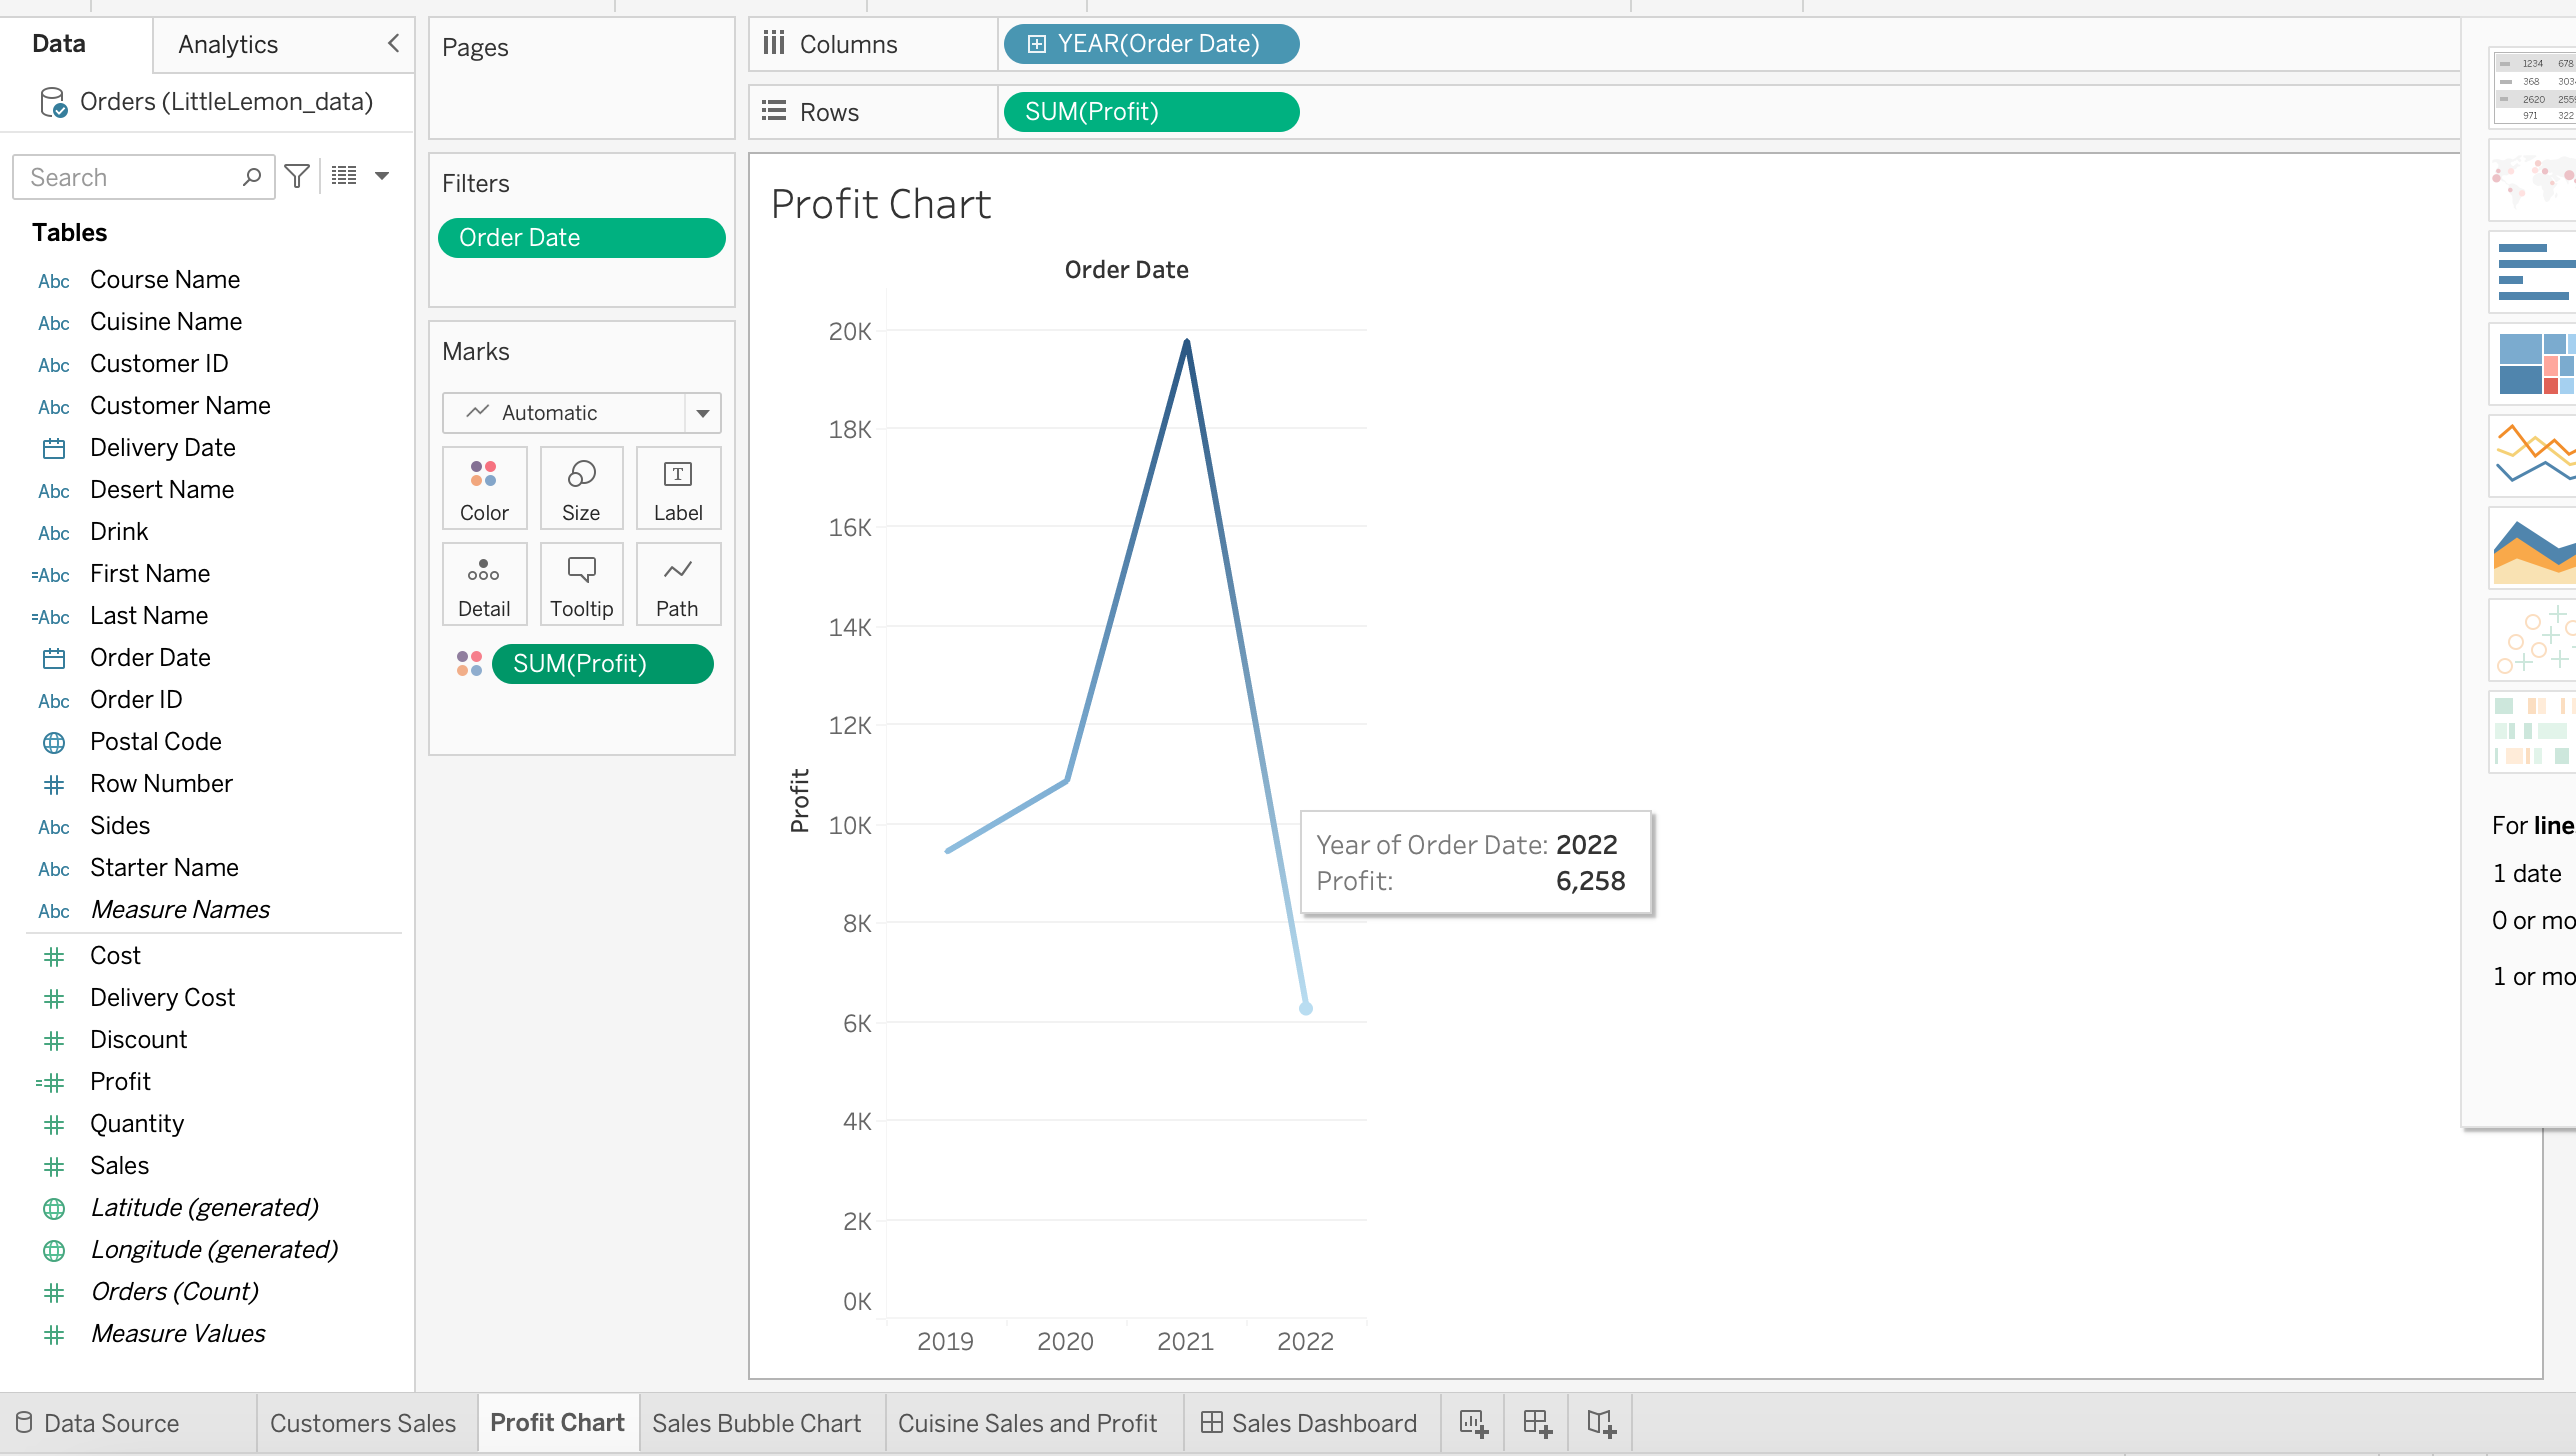 Data
Analytics
Orders (LittleLemon_data)
Search
Tables
Abc Course Name
Abc Cuisine Name
Abc Customer ID
Abc Customer Name
Delivery Date
Abc Desert Name
Abc Drink
=Abc First Name
=Abc Last Name
Order Date
Abc Order ID
Postal Code
# Row Number
Abc Sides
Abc Starter Name
Abc Measure Names
# Cost
# Delivery Cost
# Discount
=# Profit
# Quantity
# Sales
Latitude (generated)
Longitude (generated)
# Orders (Count)
# Measure Values
Pages
Filters
Order Date
Marks
Automatic
Color
Size
T
Label
Detail
Tooltip
Path
SUM(Profit)
Columns
YEAR(Order Date)
Rows
SUM(Profit)
Profit Chart
Order Date
Profit
20K
18K
16K
14K
12K
10K
8K
6K
4K
2K
0K
2019 2020 2021 2022
Year of Order Date: 2022
Profit: 6,258
1234 678
368
2620
971 322
For line
1 date
0 or mo
1 or mo
Data Source
Customers Sales
Profit Chart
Sales Bubble Chart
Cuisine Sales and Profit
Sales Dashboard